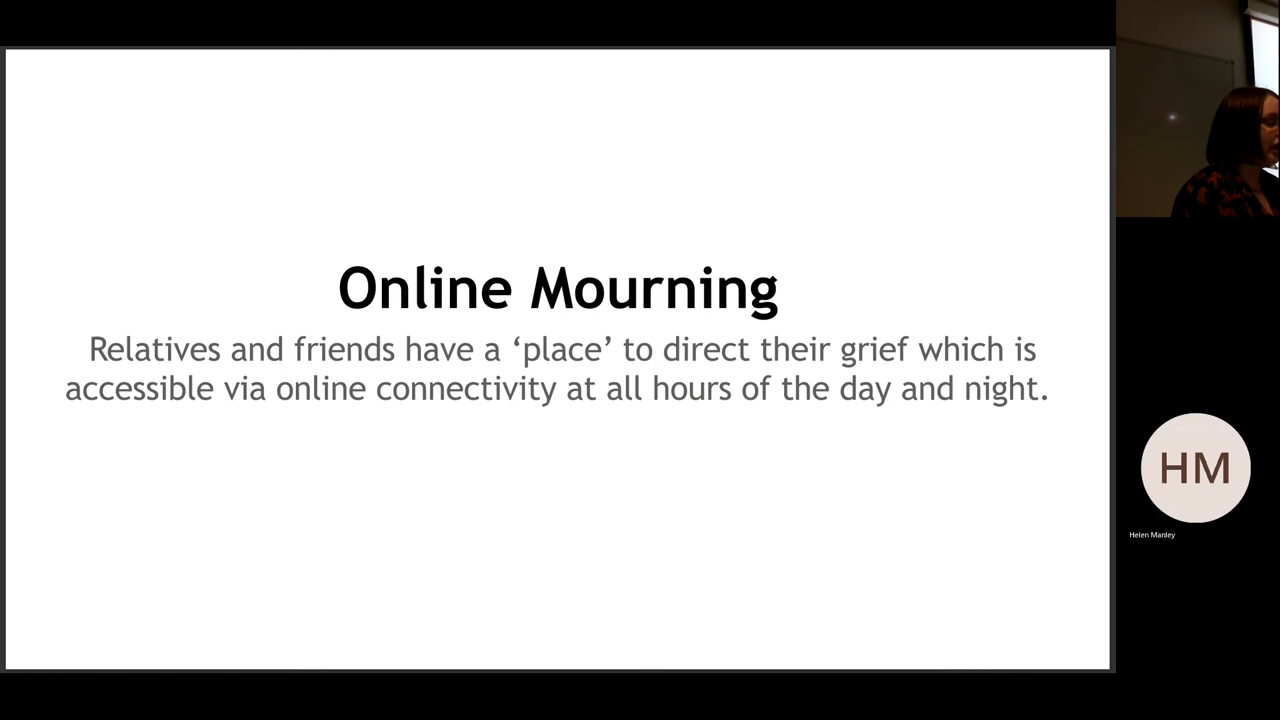 Online Mourning
Relatives and friends have a ‘place’ to direct their grief which is
accessible via online connectivity at all hours of the day and night.
HM
Helen Manley